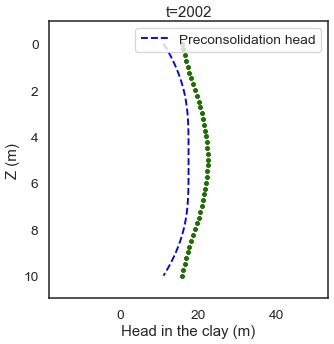 t=2002
Preconsolidation head
0
2
4
6
8
10
Z (m)
0 20 40
Head in the clay (m)